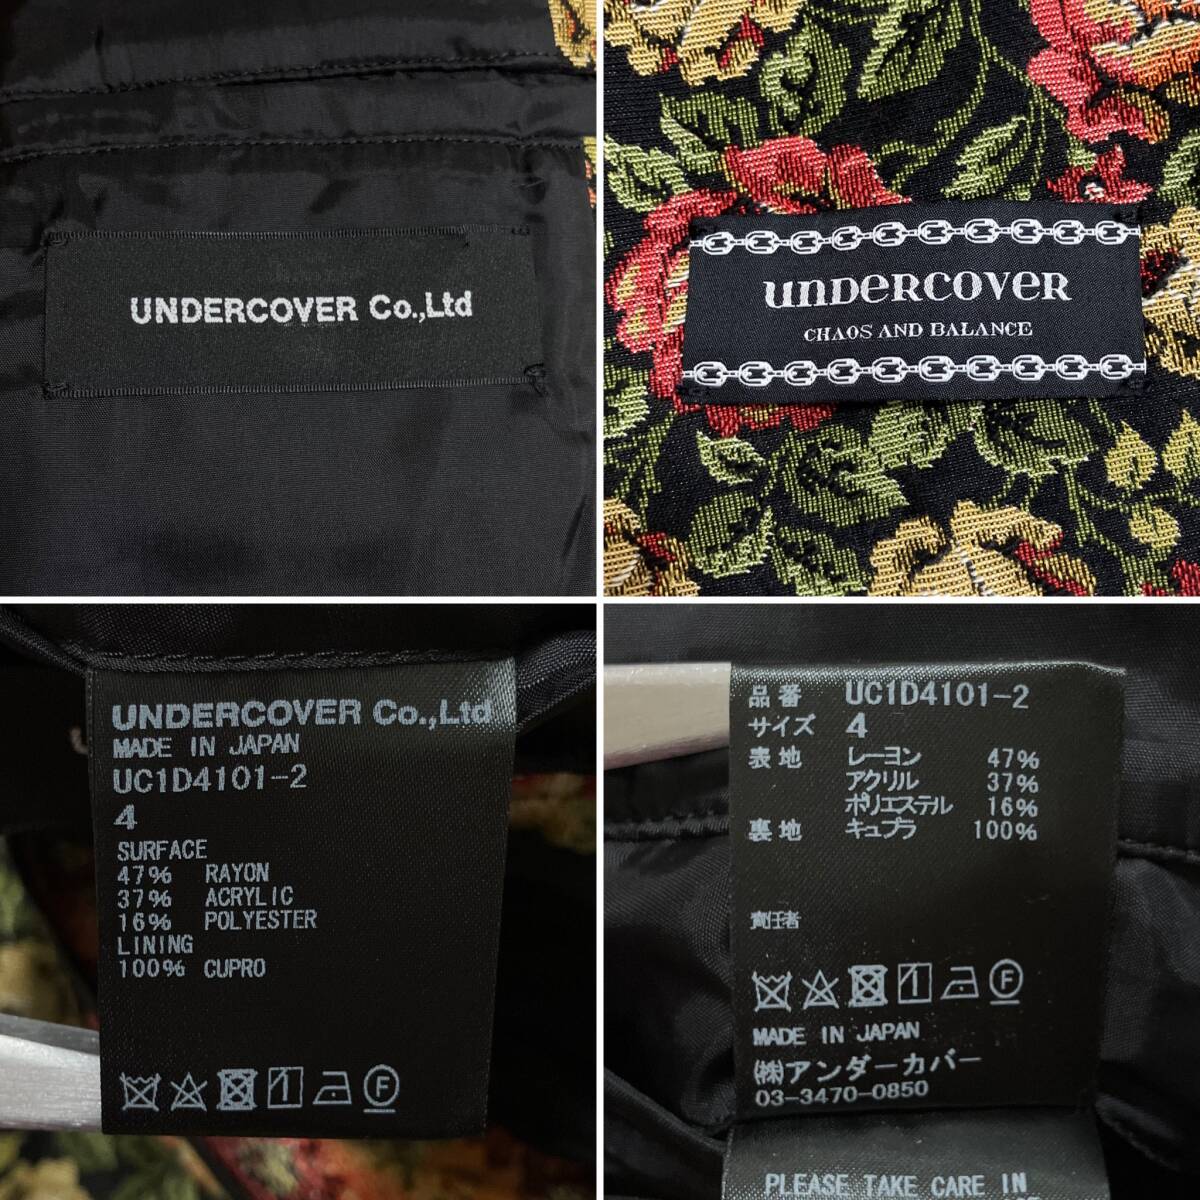 UNDERCOVER Co.,Ltd
UNDERCOVER
CHAOS AND BALANCE
UNDERCOVER Co.,Ltd
MADE IN JAPAN
UC1D4101-2
4
SURFACE
47% RAYON
37% ACRYLIC
16% POLYESTER
LINING
100% CUPRO
F
品番 UC1D4101-2
サイズ 4
表地 レーヨン 47%
アクリル 37%
ポリエステル 16%
裏地 キュプラ 100%
責任者
F
MADE IN JAPAN
㈱アンダーカバー
03-3470-0850
PLEASE TAKE CARE IN